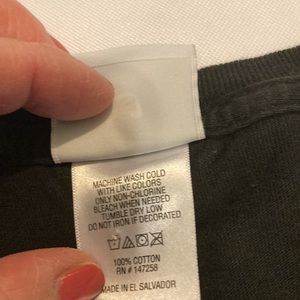 MACHINE WASH COLD
WITH LIKE COLORS
ONLY NON-CHLORINE
BLEACH WHEN NEEDED
TUMBLE DRY LOW
DO NOT IRON IF DECORATED
100% COTTON
RN # 147258
MADE IN EL SALVADOR